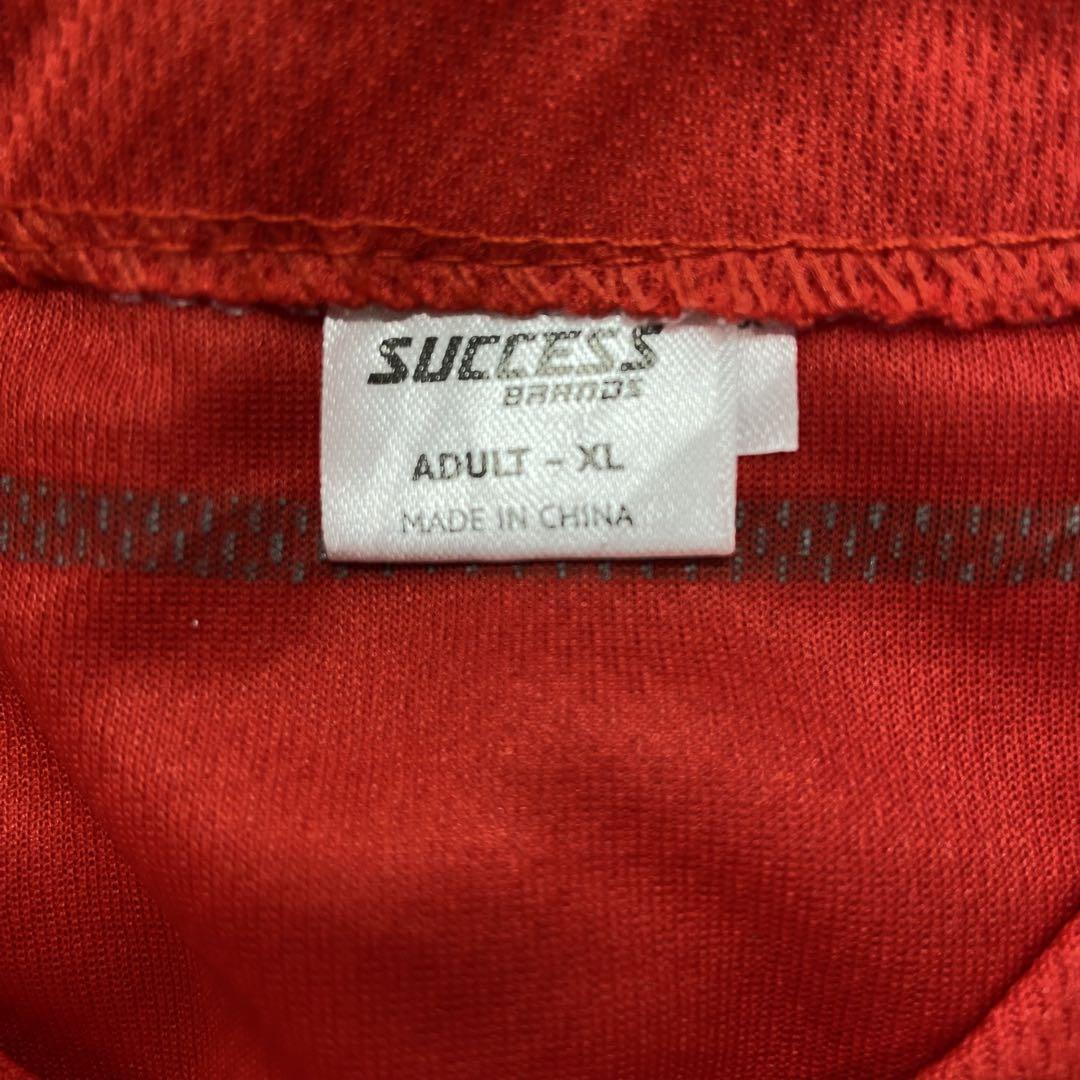 SUCCESS
BRANDS
ADULT - XL
MADE IN CHINA